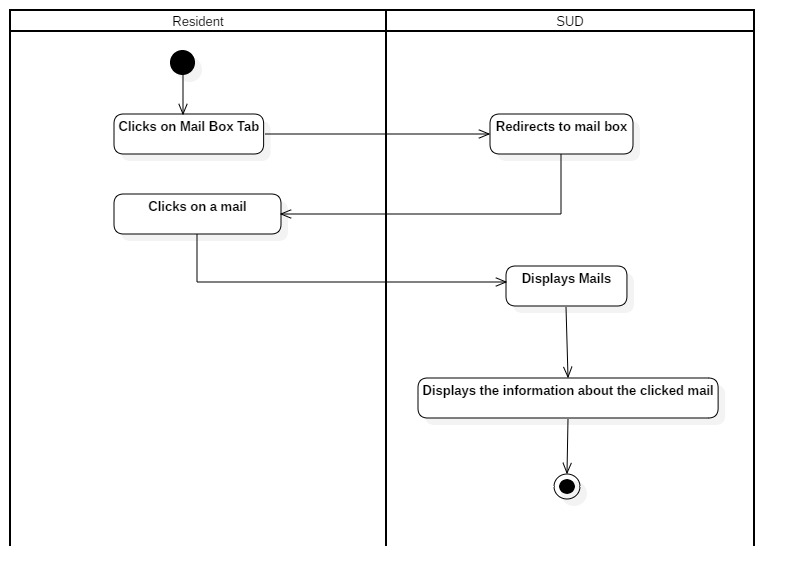 Resident
SUD
Clicks on Mail Box Tab
Redirects to mail box
Clicks on a mail
Displays Mails
Displays the information about the clicked mail